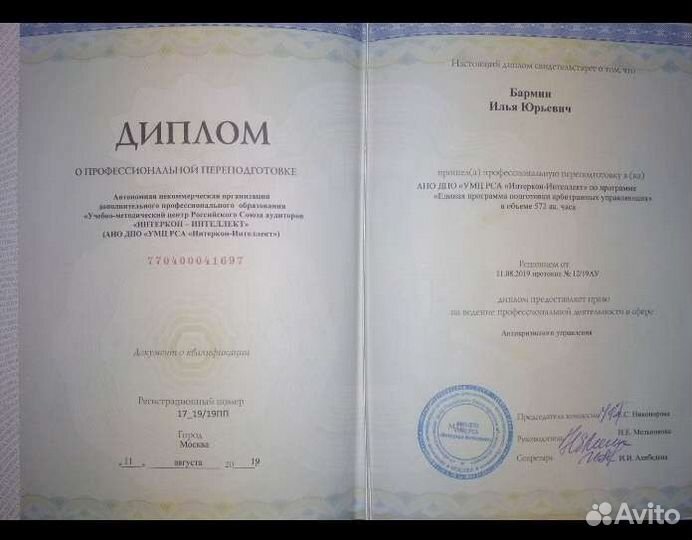 ДИПЛОМ
О ПРОФЕССИОНАЛЬНОЙ ПЕРЕПОДГОТОВКЕ
Автономная некоммерческая организация
дополнительного профессионального образования
«Учебно-методический центр Российского Союза аудиторов
«ИНТЕРКОН – ИНТЕЛЛЕКТ»
(АНО ДПО «УМЦ РСА «Интеркон-Интеллект»)
770400041697
Документ о квалификации
Регистрационный номер
17_19/19ПП
Город
Москва
«11» августа 2019
Настоящий диплом свидетельствует о том, что
Бармин
Илья Юрьевич
прошел(а) профессиональную переподготовку в (на)
АНО ДПО «УМЦ РСА «Интеркон-Интеллект» по программе
«Единая программа подготовки арбитражных управляющих»
в объеме 572 ак. часа
Решением от
11.08.2019 протокол № 12/19АУ
диплом предоставляет право
на ведение профессиональной деятельности в сфере
Антикризисного управления
Председатель комиссии С. Никонорова
Руководитель Н.Е. Мельникова
Секретарь И.И.
Avito